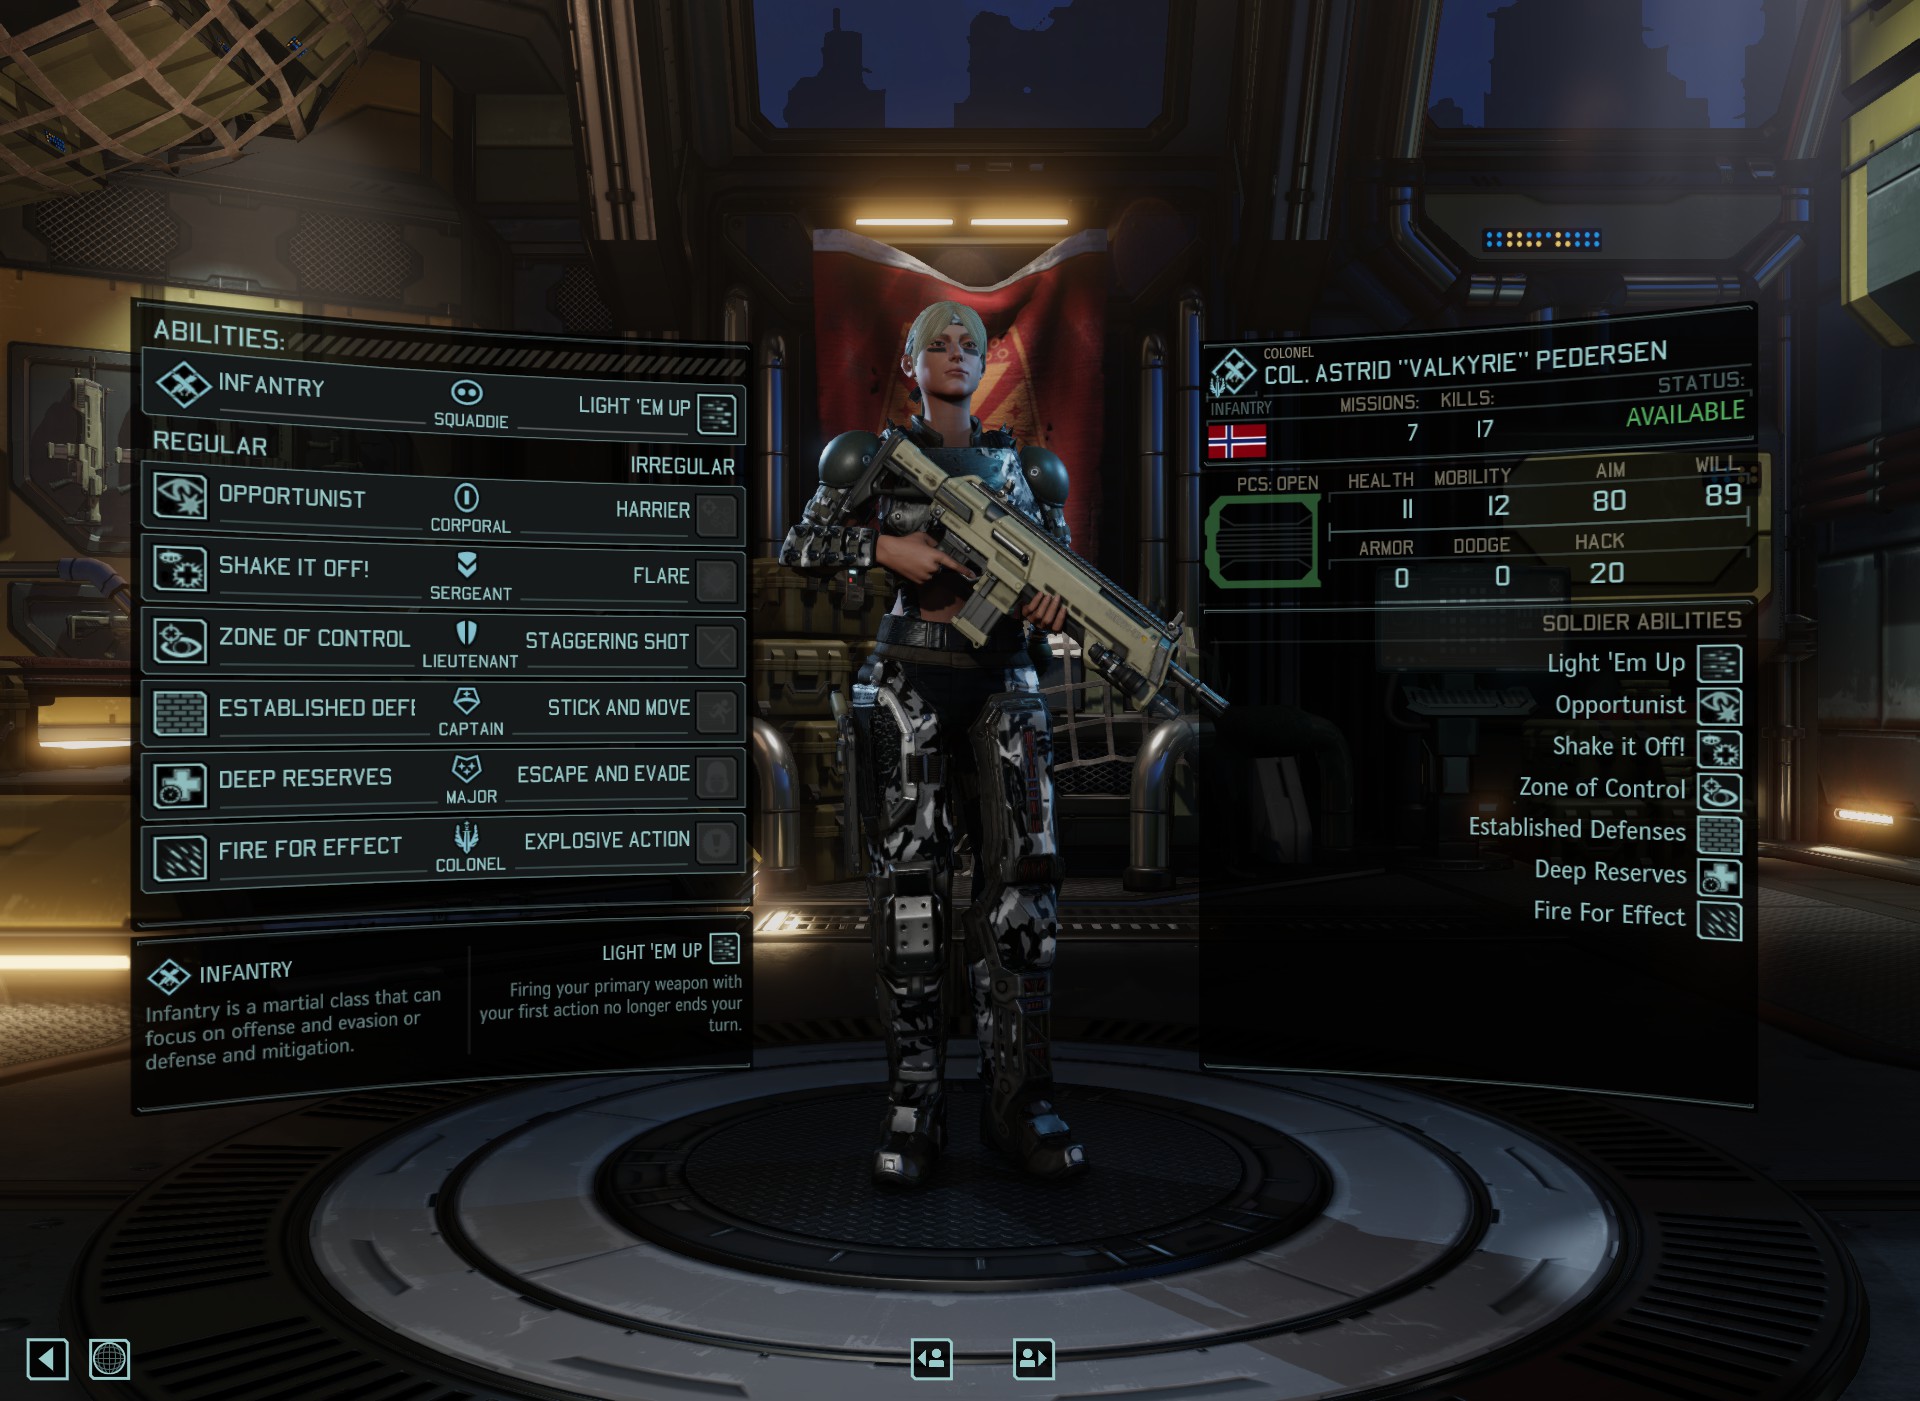 ABILITIES:
INFANTRY
SQUADDIE
LIGHT 'EM UP
REGULAR
IRREGULAR
OPPORTUNIST
CORPORAL
HARRIER
SHAKE IT OFF!
SERGEANT
FLARE
ZONE OF CONTROL
LIEUTENANT
STAGGERING SHOT
ESTABLISHED DEFE
CAPTAIN
STICK AND MOVE
DEEP RESERVES
MAJOR
ESCAPE AND EVADE
FIRE FOR EFFECT
COLONEL
EXPLOSIVE ACTION
INFANTRY
Infantry is a martial class that can
focus on offense and evasion or
defense and mitigation.
LIGHT 'EM UP
Firing your primary weapon with
your first action no longer ends your
turn.
COLONEL
COL. ASTRID "VALKYRIE" PEDERSEN
INFANTRY
MISSIONS: KILLS: STATUS:
7 17 AVAILABLE
PCS: OPEN
HEALTH MOBILITY AIM WILL
11 12 80 89
ARMOR DODGE HACK
0 0 20
SOLDIER ABILITIES
Light 'Em Up
Opportunist
Shake it Off!
Zone of Control
Established Defenses
Deep Reserves
Fire For Effect